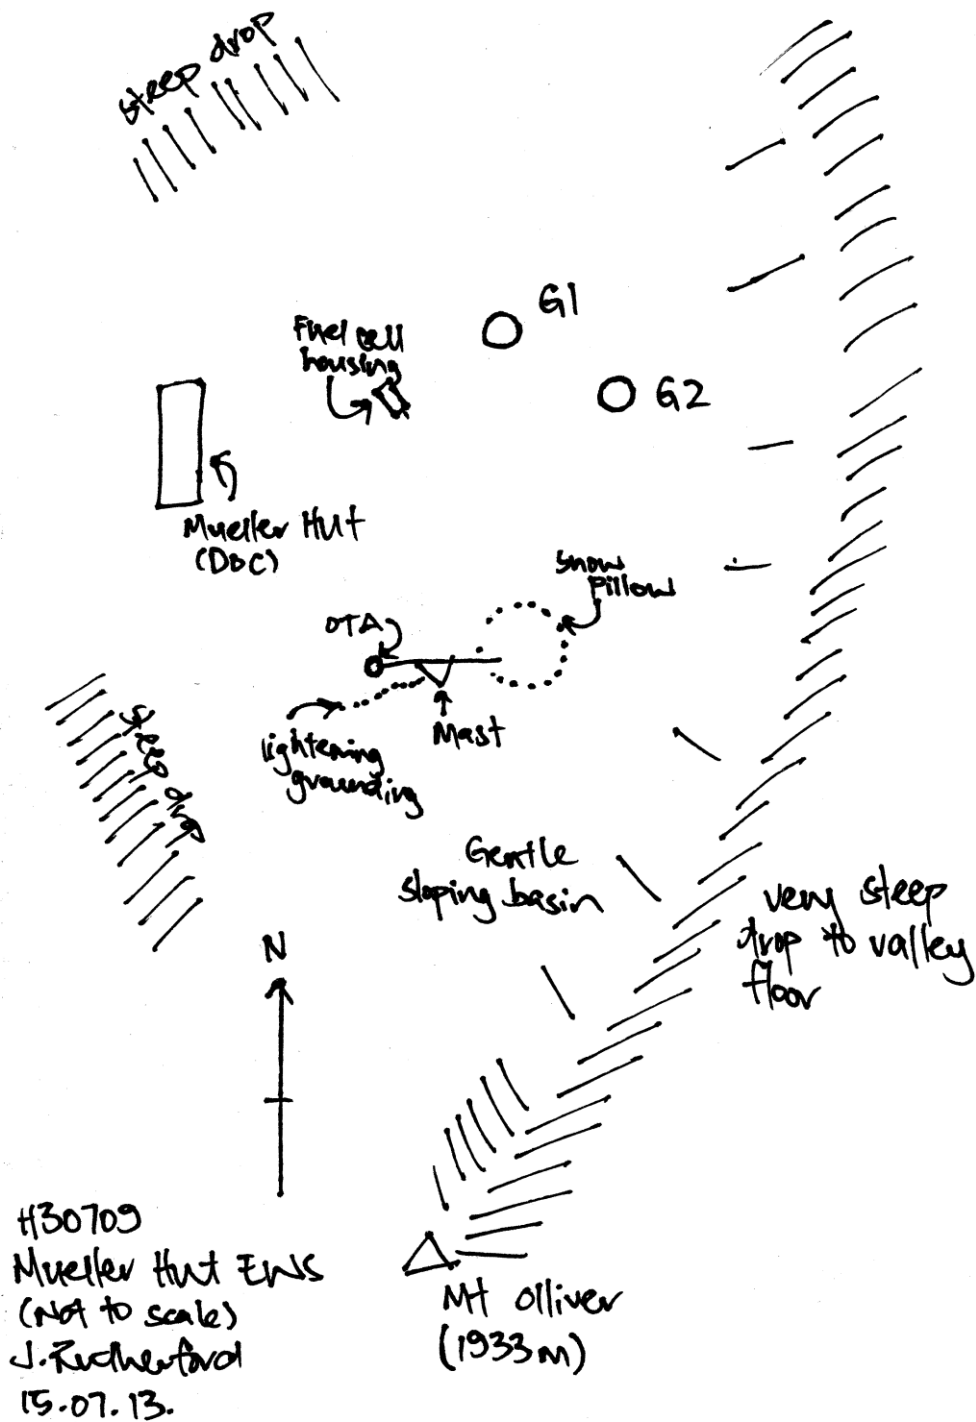 steep drop
G1
Fuel cell
housing
G2
Mueller Hut
(DOC)
Snow
Pillow
OTA
Mast
lightening
grounding
steep drop
Gentle
sloping basin
very steep
drop to valley
floor
N
H30709
Mueller Hut EWS
(Not to scale)
J. Rutherford
15.07.13.
Mt Olliver
(1933m)